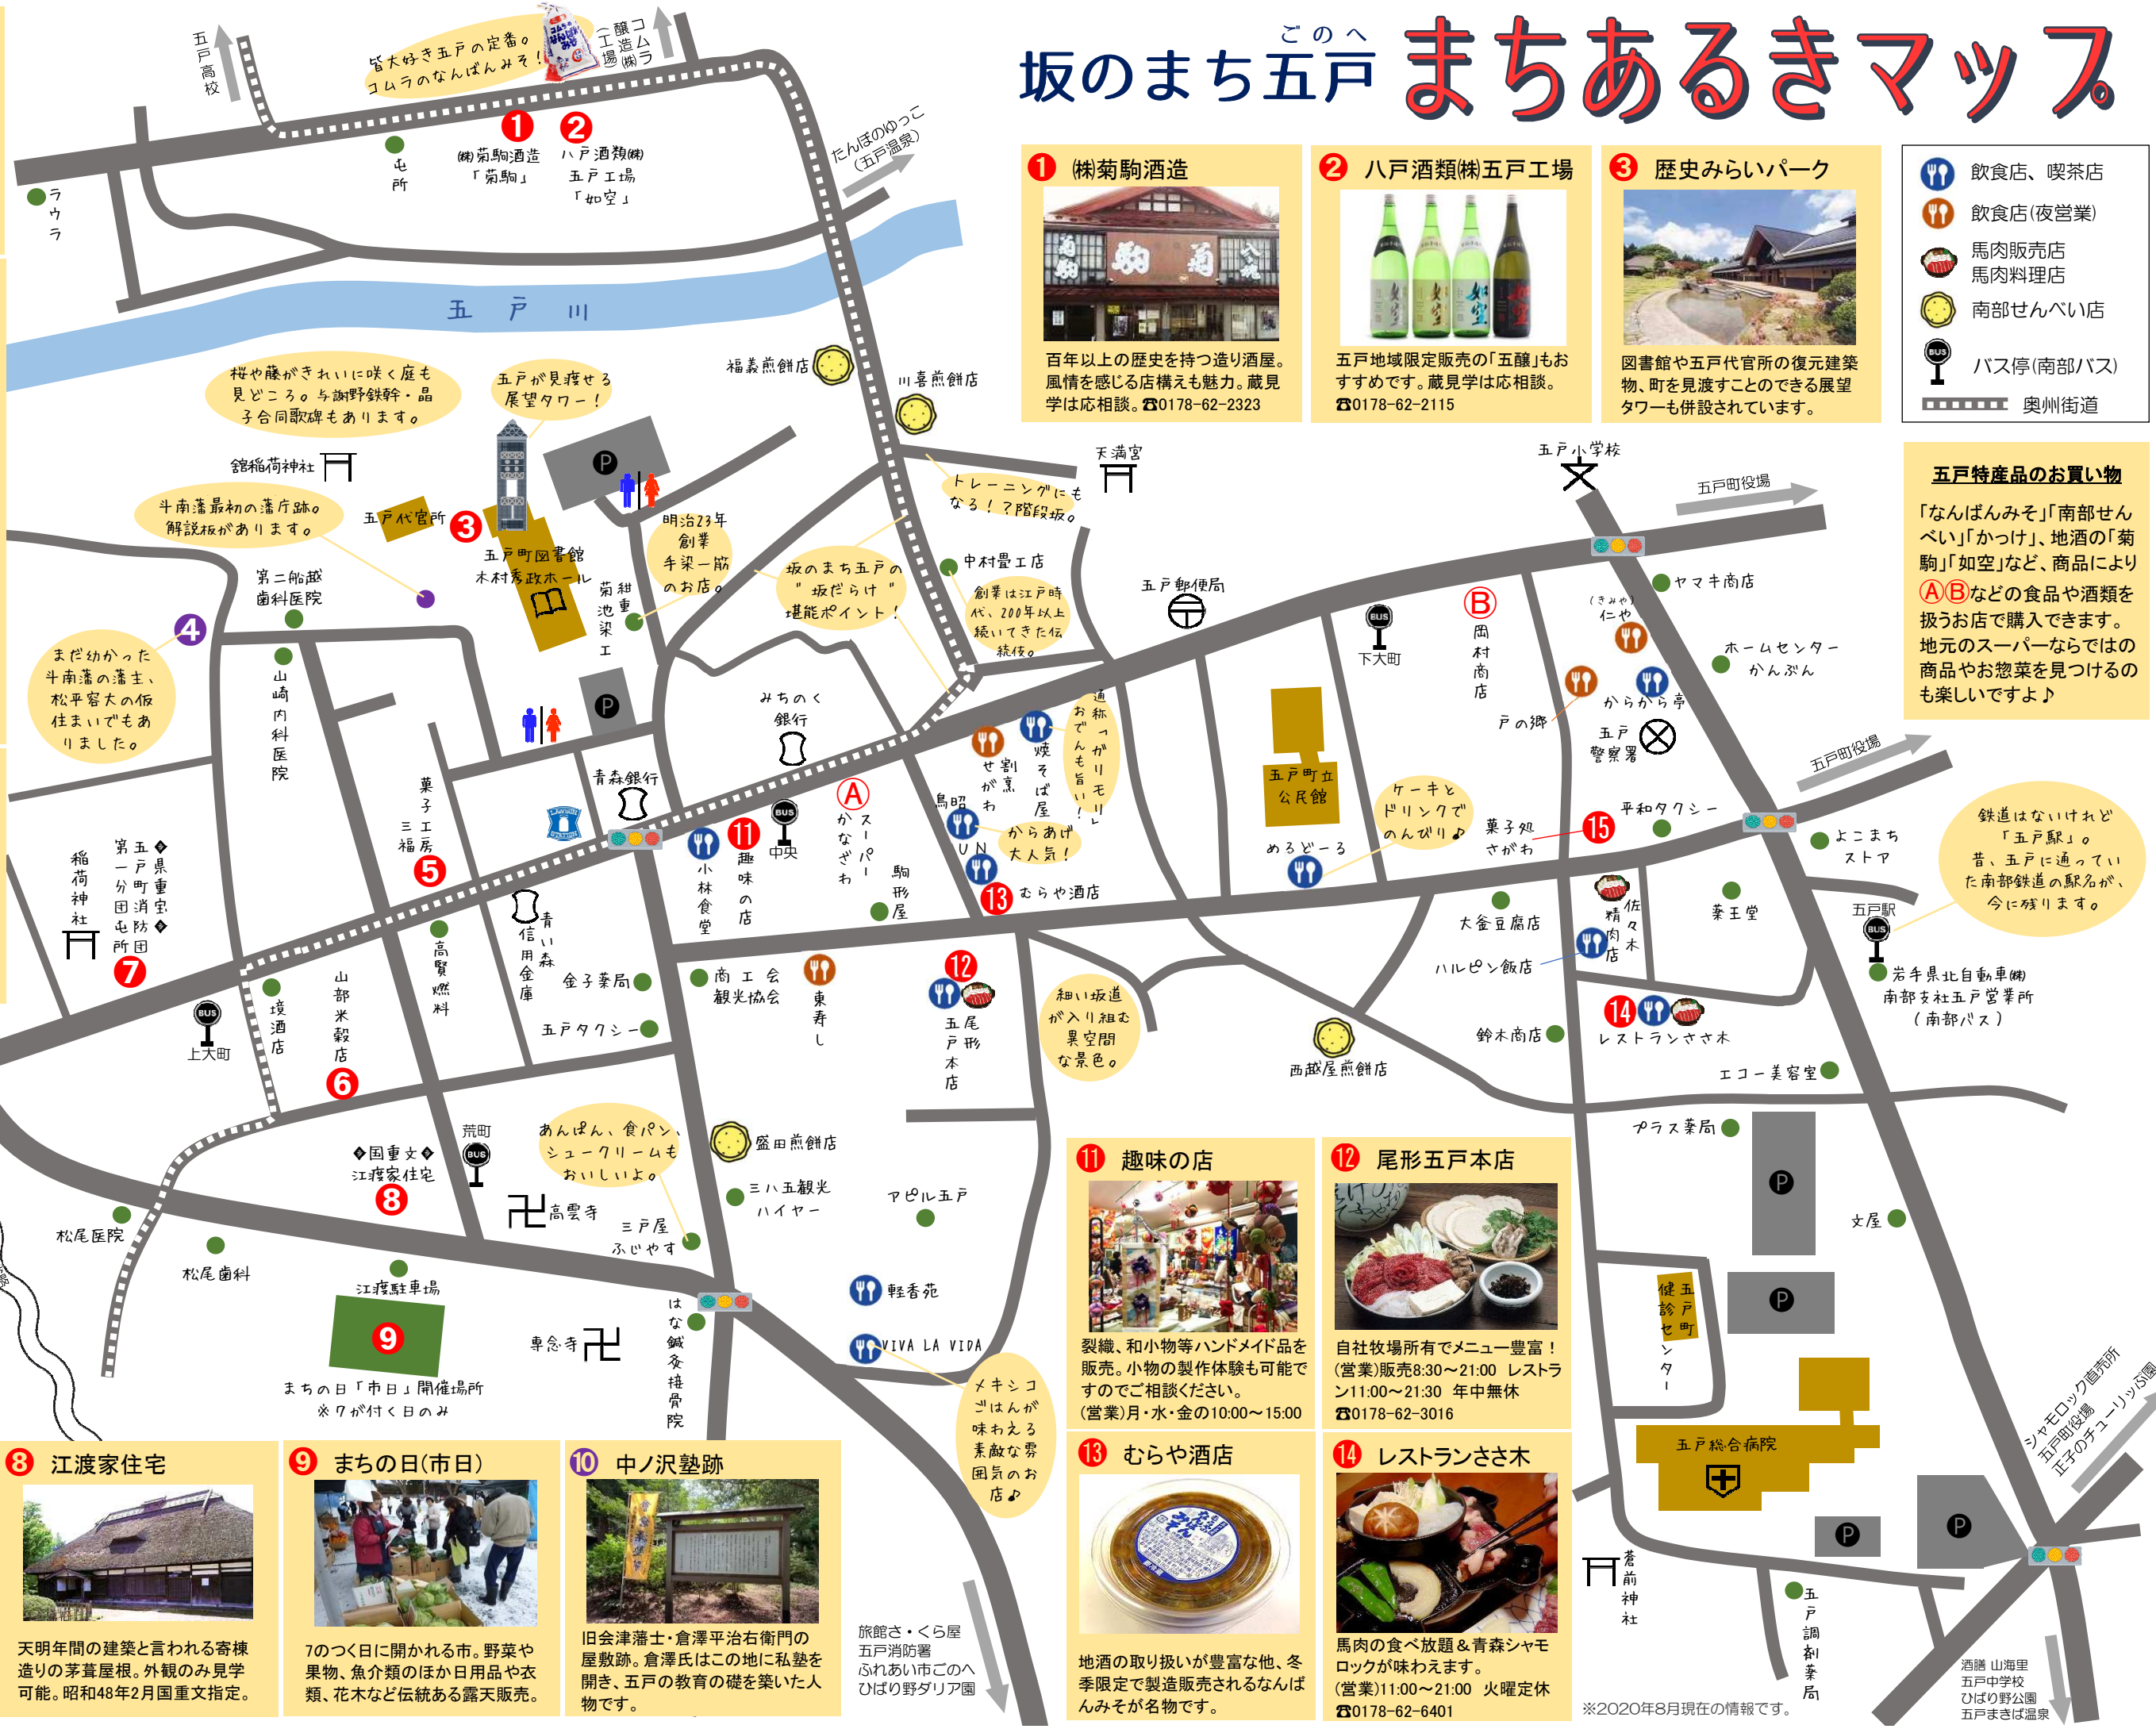 坂のまち五戸
ごのへ
まちあるきマップ
五戸高校
皆大好き五戸の定番。
コムラのなんばんみそ！
コムラ
醸造㈱
(工場)
❶
㈱菊駒酒造
「菊駒」
❷
八戸酒類㈱
五戸工場
「如空」
屯所
ラウラ
たんぽのゆっこ
(五戸温泉)
五戸川
❶ ㈱菊駒酒造
百年以上の歴史を持つ造り酒屋。
風情を感じる店構えも魅力。蔵見
学は応相談。☎0178-62-2323
❷ 八戸酒類㈱五戸工場
五戸地域限定販売の「五醸」もお
すすめです。蔵見学は応相談。
☎0178-62-2115
❸ 歴史みらいパーク
図書館や五戸代官所の復元建築
物、町を見渡すことのできる展望
タワーも併設されています。
飲食店、喫茶店
飲食店(夜営業)
馬肉販売店
馬肉料理店
南部せんべい店
BUS
バス停(南部バス)
奥州街道
五戸特産品のお買い物
「なんばんみそ」「南部せん
べい」「かっけ」、地酒の「菊
駒」「如空」など、商品により
ⒶⒷなどの食品や酒類を
扱うお店で購入できます。
地元のスーパーならではの
商品やお惣菜を見つけるの
も楽しいですよ♪
桜や藤がきれいに咲く庭も
見どころ。与謝野鉄幹・晶
子合同歌碑もあります。
五戸が見渡せる
展望タワー！
舘稲荷神社
斗南藩最初の藩庁跡。
解説板があります。
五戸代官所
❸
五戸町図書館
木村秀政ホール
P
明治23年
創業
手染一筋
のお店。
紺重
菊池染工
福義煎餅店
川喜煎餅店
天満宮
トレーニングにも
なる！？階段坂。
坂のまち五戸の
"坂だらけ"
堪能ポイント！
中村畳工店
創業は江戸時
代、200年以上
続いてきた伝
統技。
五戸郵便局
五戸小学校
五戸町役場
ヤマキ商店
(きみや)
仁や
ホームセンター
かんぶん
からから亭
戸の郷
五戸
警察署
五戸町役場
Ⓑ
岡村商店
BUS
下大町
❹
まだ幼かった
斗南藩の藩主、
松平容大の仮
住まいでもあ
りました。
第二船越
歯科医院
山崎内科医院
P
みちのく
銀行
青森銀行
菓子工房
三福
❺
小林食堂
⓫
趣味の店
BUS
中央
Ⓐ
スーパー
かなざわ
駒形屋
割烹
せがわ
焼そば屋
通称「ガリモリ」
おでんも旨い！
鳥昭
からあげ
大人気！
UN
⓭
むらや酒店
五戸町立
公民館
めろどーる
ケーキと
ドリンクで
のんびり♪
菓子処
さがわ
⓯
平和タクシー
よこまち
ストア
鉄道はないけれど
「五戸駅」。
昔、五戸に通ってい
た南部鉄道の駅名が、
今に残ります。
五戸駅
BUS
岩手県北自動車㈱
南部支社五戸営業所
(南部バス)
稲荷神社
◈県重宝◈
五戸町消防団
第一分団屯所
❼
BUS
上大町
境酒店
山部米穀店
❻
高賢燃料
青い森
信用金庫
金子薬局
五戸タクシー
商工会
観光協会
東寿し
⓬
尾形
五戸本店
細い坂道
が入り組む
異空間
な景色。
西越屋煎餅店
大釜豆腐店
佐々木
精肉店
ハルピン飯店
薬王堂
鈴木商店
⓮
レストランささ木
エコー美容室
◈国重文◈
江渡家住宅
❽
荒町
BUS
高雲寺
あんぱん、食パン、
シュークリームも
おいしいよ。
三戸屋
ふじやす
盛田煎餅店
三八五観光
ハイヤー
アピル五戸
プラス薬局
P
文屋
P
松尾医院
松尾歯科
江渡駐車場
❾
まちの日「市日」開催場所
※7が付く日のみ
専念寺
はな鍼灸接骨院
軽香苑
VIVA LA VIDA
メキシコ
ごはんが
味わえる
素敵な雰
囲気のお
店♪
五戸町
健診センター
五戸総合病院
P
P
シャモロック直売所
五戸町役場
正子のチューリップ園
蒼前神社
五戸調剤薬局
⓫ 趣味の店
裂織、和小物等ハンドメイド品を
販売。小物の製作体験も可能で
すのでご相談ください。
(営業)月・水・金の10:00～15:00
⓬ 尾形五戸本店
自社牧場所有でメニュー豊富！
(営業)販売8:30～21:00 レストラ
ン11:00～21:30 年中無休
☎0178-62-3016
❽ 江渡家住宅
天明年間の建築と言われる寄棟
造りの茅葺屋根。外観のみ見学
可能。昭和48年2月国重文指定。
❾ まちの日(市日)
7のつく日に開かれる市。野菜や
果物、魚介類のほか日用品や衣
類、花木など伝統ある露天販売。
❿ 中ノ沢塾跡
旧会津藩士・倉澤平治右衛門の
屋敷跡。倉澤氏はこの地に私塾を
開き、五戸の教育の礎を築いた人
物です。
旅館さ・くら屋
五戸消防署
ふれあい市ごのへ
ひばり野ダリア園
⓭ むらや酒店
地酒の取り扱いが豊富な他、冬
季限定で製造販売されるなんば
んみそが名物です。
⓮ レストランささ木
馬肉の食べ放題＆青森シャモ
ロックが味わえます。
(営業)11:00～21:00 火曜定休
☎0178-62-6401
※2020年8月現在の情報です。
酒膳 山海里
五戸中学校
ひばり野公園
五戸まきば温泉